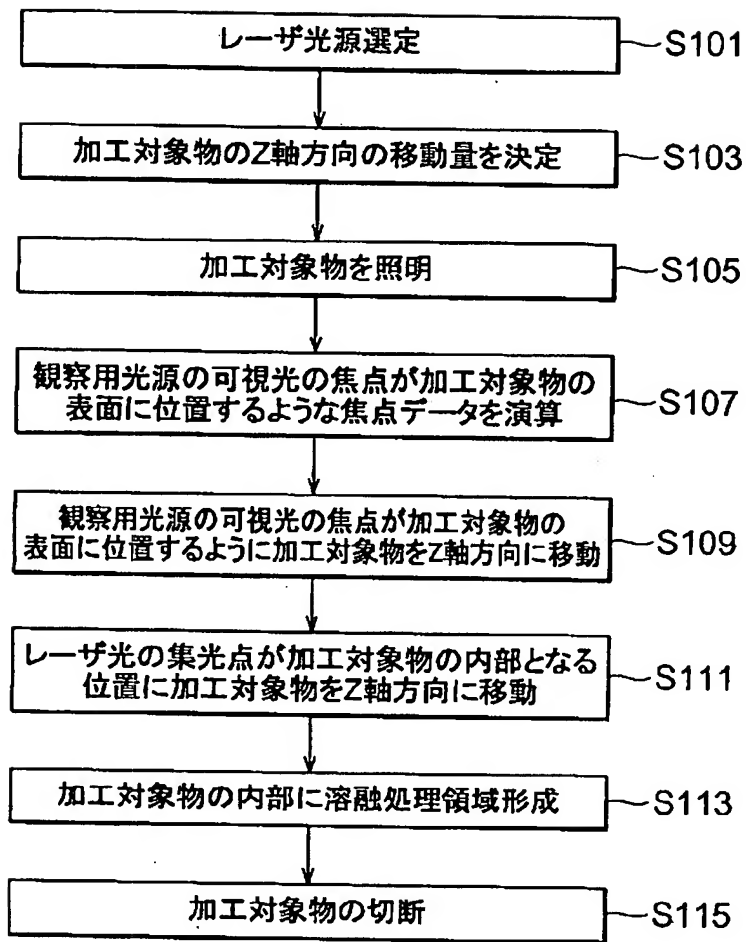 レーザ光源選定
S101
加工対象物のZ軸方向の移動量を決定
S103
加工対象物を照明
S105
観察用光源の可視光の焦点が加工対象物の
表面に位置するような焦点データを演算
S107
観察用光源の可視光の焦点が加工対象物の
表面に位置するように加工対象物をZ軸方向に移動
S109
レーザ光の集光点が加工対象物の内部となる
位置に加工対象物をZ軸方向に移動
S111
加工対象物の内部に溶融処理領域形成
S113
加工対象物の切断
S115